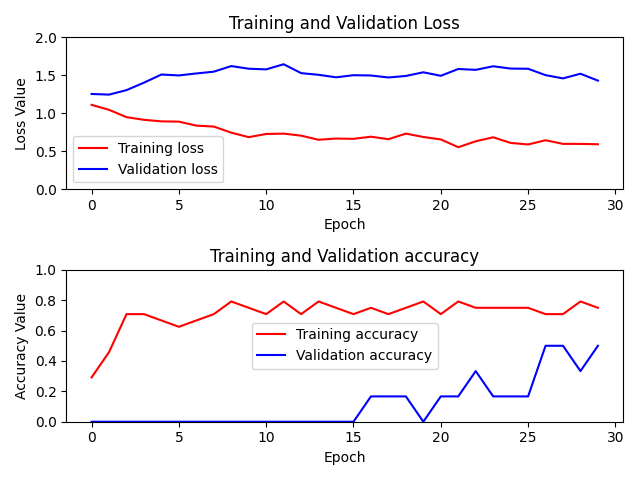 Training and Validation Loss
Loss Value
2.0
1.5
1.0
0.5
0.0
Training loss
Validation loss
0 5 10 15 20 25 30
Epoch
Training and Validation accuracy
Accuracy Value
1.0
0.8
0.6
0.4
0.2
0.0
Training accuracy
Validation accuracy
0 5 10 15 20 25 30
Epoch